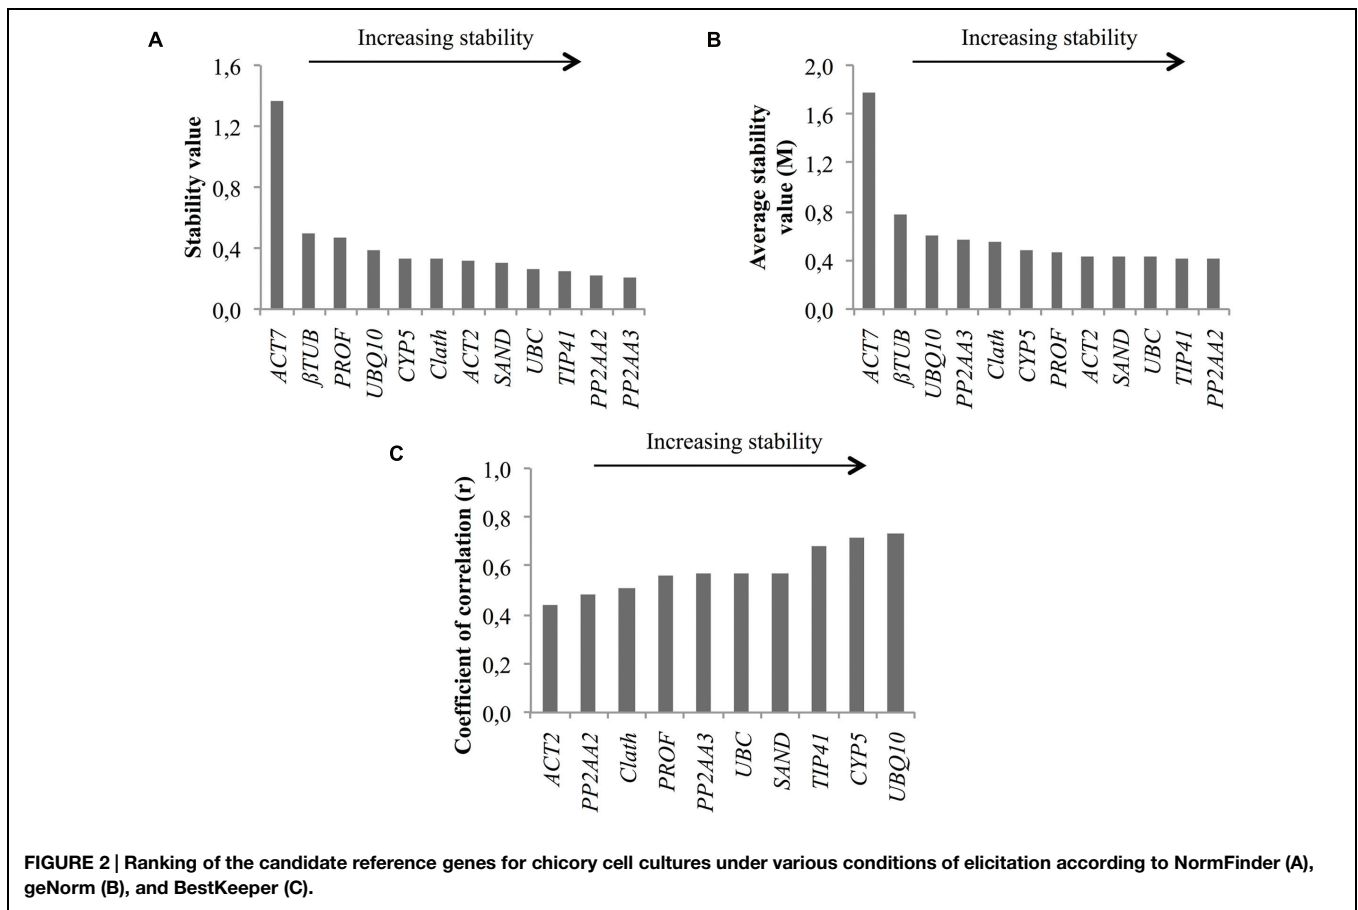 A
Increasing stability
Stability value
1,6
1,2
0,8
0,4
0,0
ACT7
βTUB
PROF
UBQ10
CYP5
Clath
ACT2
SAND
UBC
TIP41
PP2AA2
PP2AA3
B
Increasing stability
Average stability
value (M)
2,0
1,6
1,2
0,8
0,4
0,0
ACT7
βTUB
UBQ10
PP2AA3
Clath
CYP5
PROF
ACT2
SAND
UBC
TIP41
PP2AA2
C
Increasing stability
Coefficient of correlation (r)
1,0
0,8
0,6
0,4
0,2
0,0
ACT2
PP2AA2
Clath
PROF
PP2AA3
UBC
SAND
TIP41
CYP5
UBQ10
FIGURE 2 | Ranking of the candidate reference genes for chicory cell cultures under various conditions of elicitation according to NormFinder (A),
geNorm (B), and BestKeeper (C).